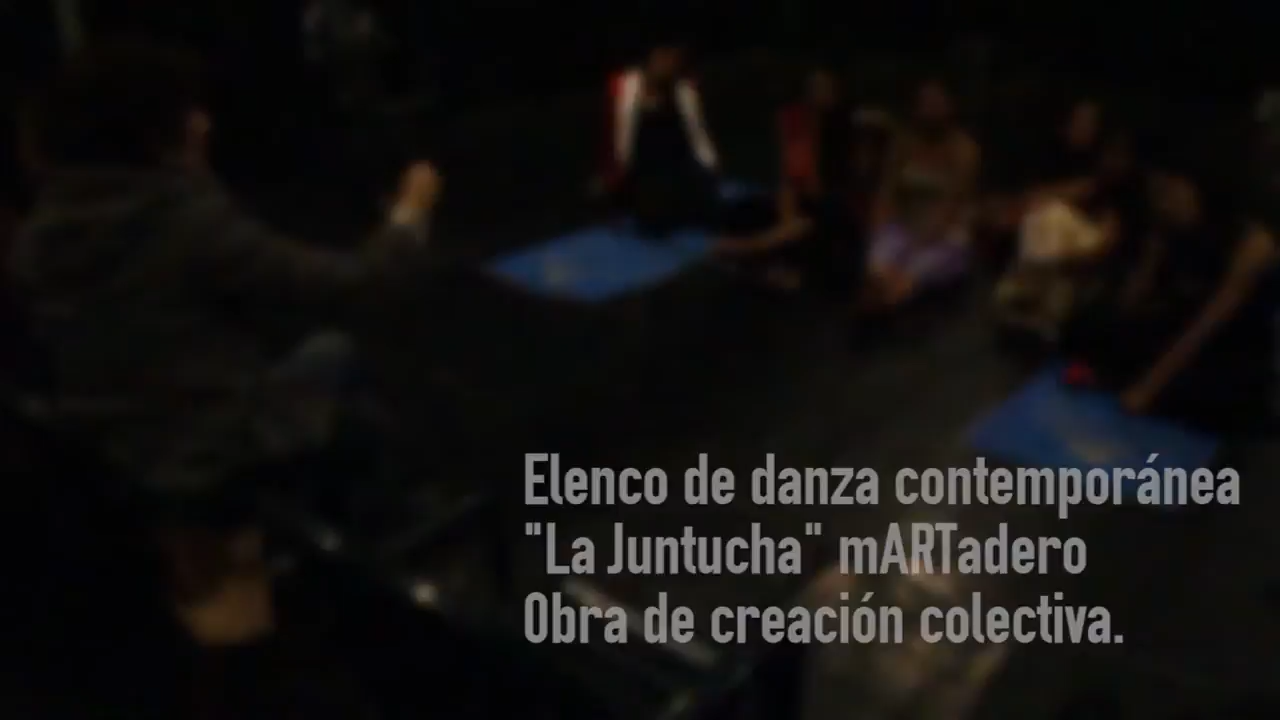 Elenco de danza contemporánea
"La Juntucha" mARTadero
Obra de creación colectiva.